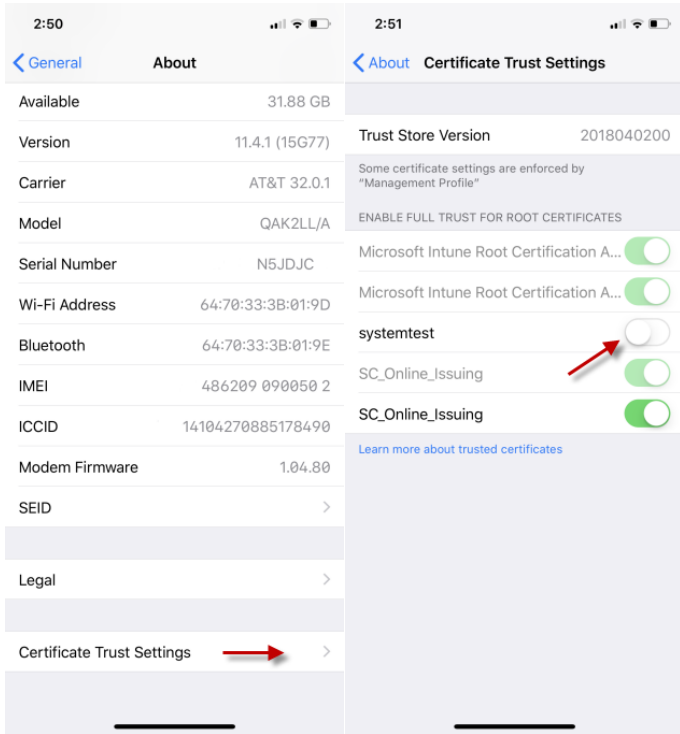 2:50
General
About
Available 31.88 GB
Version 11.4.1 (15G77)
Carrier AT&T 32.0.1
Model QAK2LL/A
Serial Number N5JDJC
Wi-Fi Address 64:70:33:3B:01:9D
Bluetooth 64:70:33:3B:01:9E
IMEI 486209 090050 2
ICCID 14104270885178490
Modem Firmware 1.04.80
SEID
Legal
Certificate Trust Settings
2:51
About
Certificate Trust Settings
Trust Store Version 2018040200
Some certificate settings are enforced by
“Management Profile”
ENABLE FULL TRUST FOR ROOT CERTIFICATES
Microsoft Intune Root Certification A...
Microsoft Intune Root Certification A...
systemtest
SC_Online_Issuing
SC_Online_Issuing
Learn more about trusted certificates